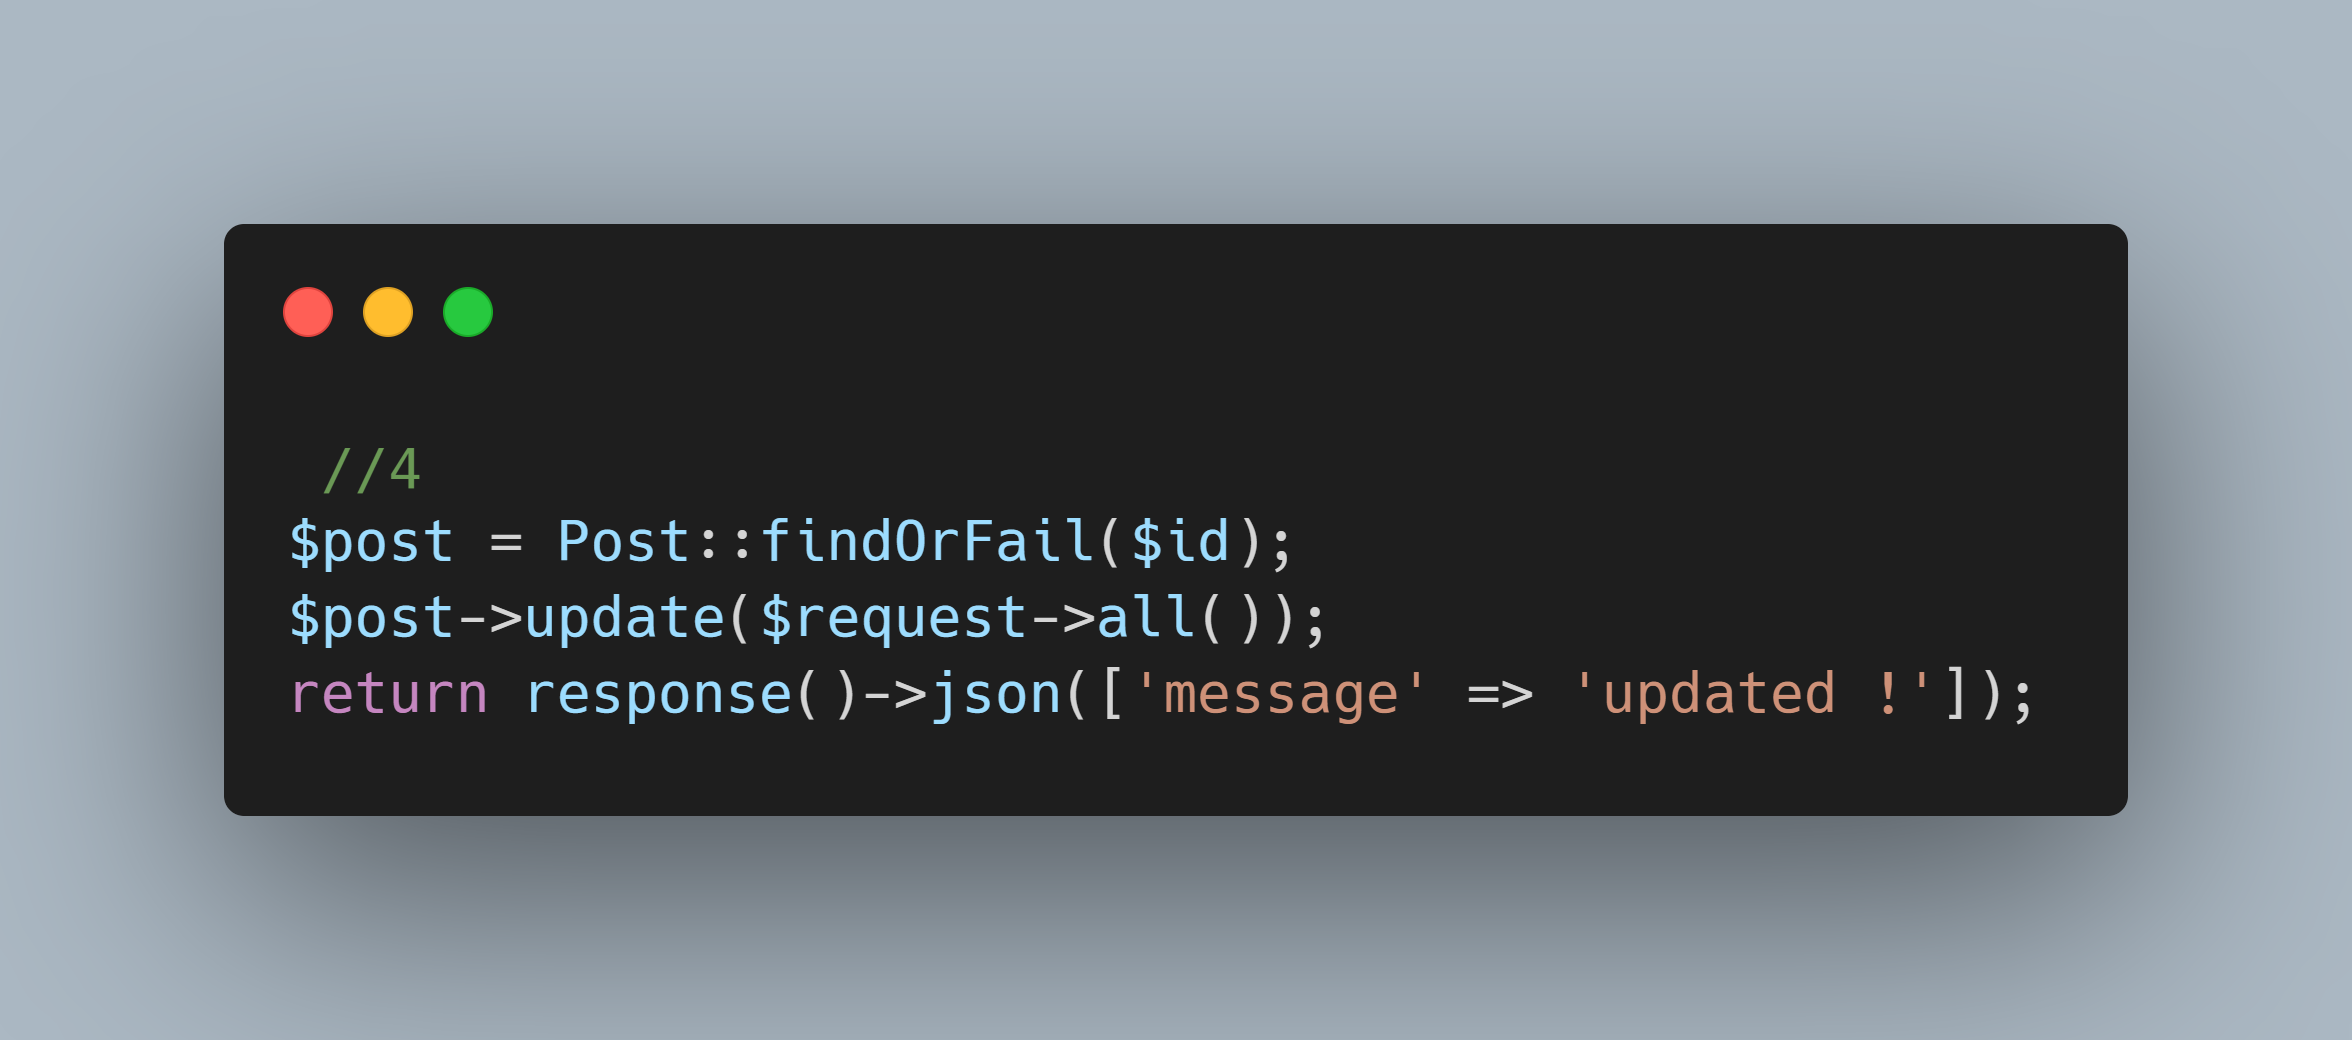 //4
$post = Post::findOrFail($id);
$post->update($request->all());
return response()->json(['message' => 'updated !']);